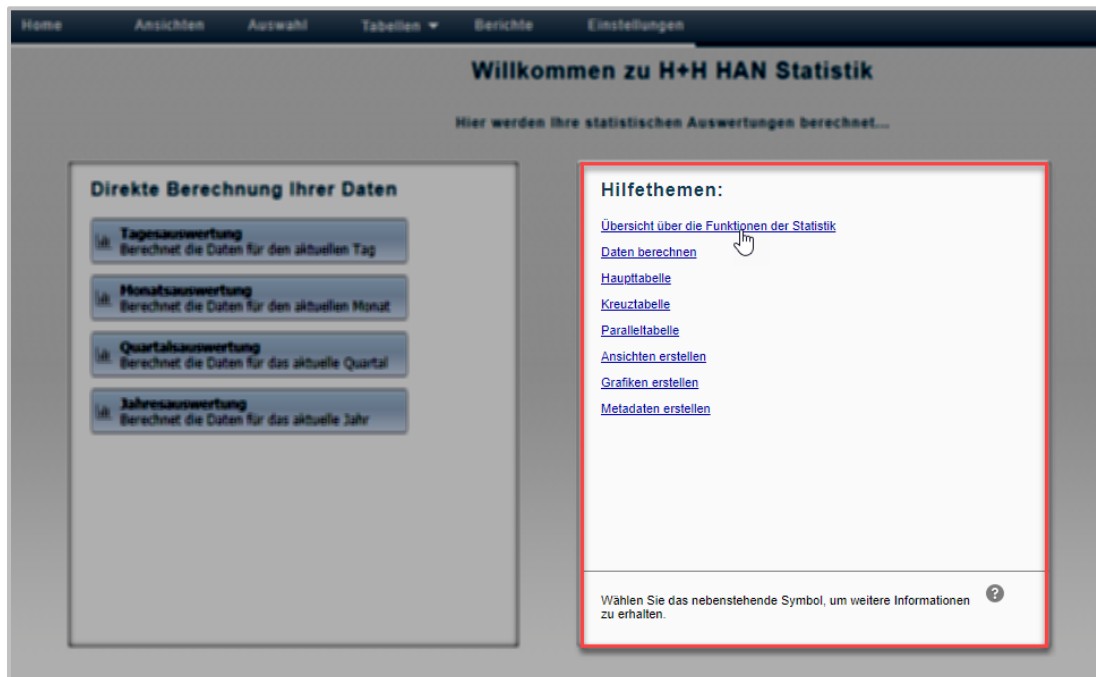 Home Ansichten Auswahl Tabellen Berichte Einstellungen
Willkommen zu H+H HAN Statistik
Hier werden Ihre statistischen Auswertungen berechnet...
Direkte Berechnung Ihrer Daten
Tagesauswertung
Berechnet die Daten für den aktuellen Tag
Monatsauswertung
Berechnet die Daten für den aktuellen Monat
Quartalsauswertung
Berechnet die Daten für das aktuelle Quartal
Jahresauswertung
Berechnet die Daten für das aktuelle Jahr
Hilfethemen:
Übersicht über die Funktionen der Statistik
Daten berechnen
Haupttabelle
Kreuztabelle
Paralleltabelle
Ansichten erstellen
Grafiken erstellen
Metadaten erstellen
Wählen Sie das nebenstehende Symbol, um weitere Informationen
zu erhalten.
?